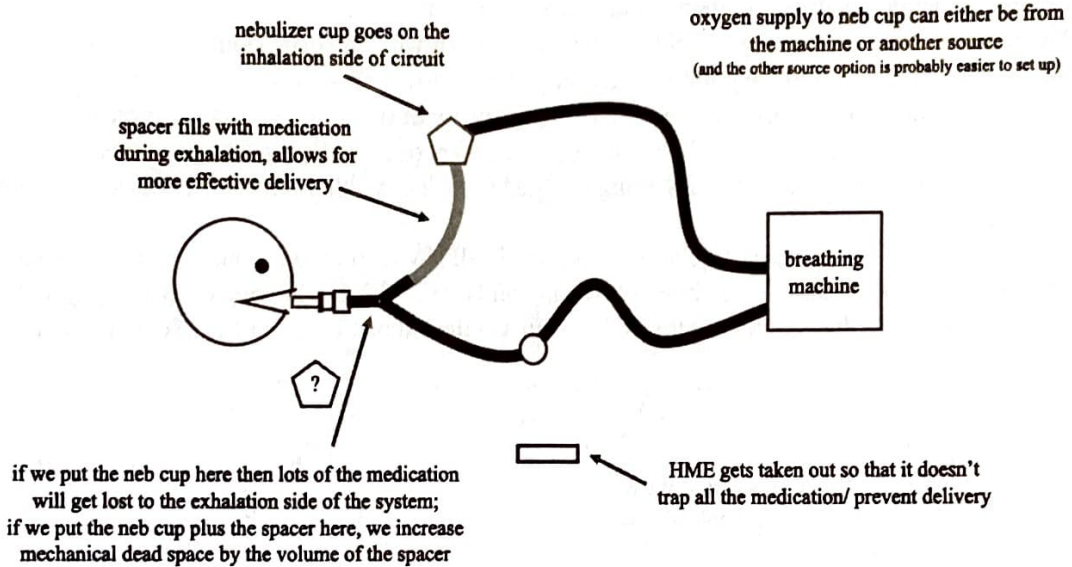 nebulizer cup goes on the
inhalation side of circuit
oxygen supply to neb cup can either be from
the machine or another source
(and the other source option is probably easier to set up)
spacer fills with medication
during exhalation, allows for
more effective delivery
breathing
machine
?
if we put the neb cup here then lots of the medication
will get lost to the exhalation side of the system;
if we put the neb cup plus the spacer here, we increase
mechanical dead space by the volume of the spacer
HME gets taken out so that it doesn't
trap all the medication/ prevent delivery